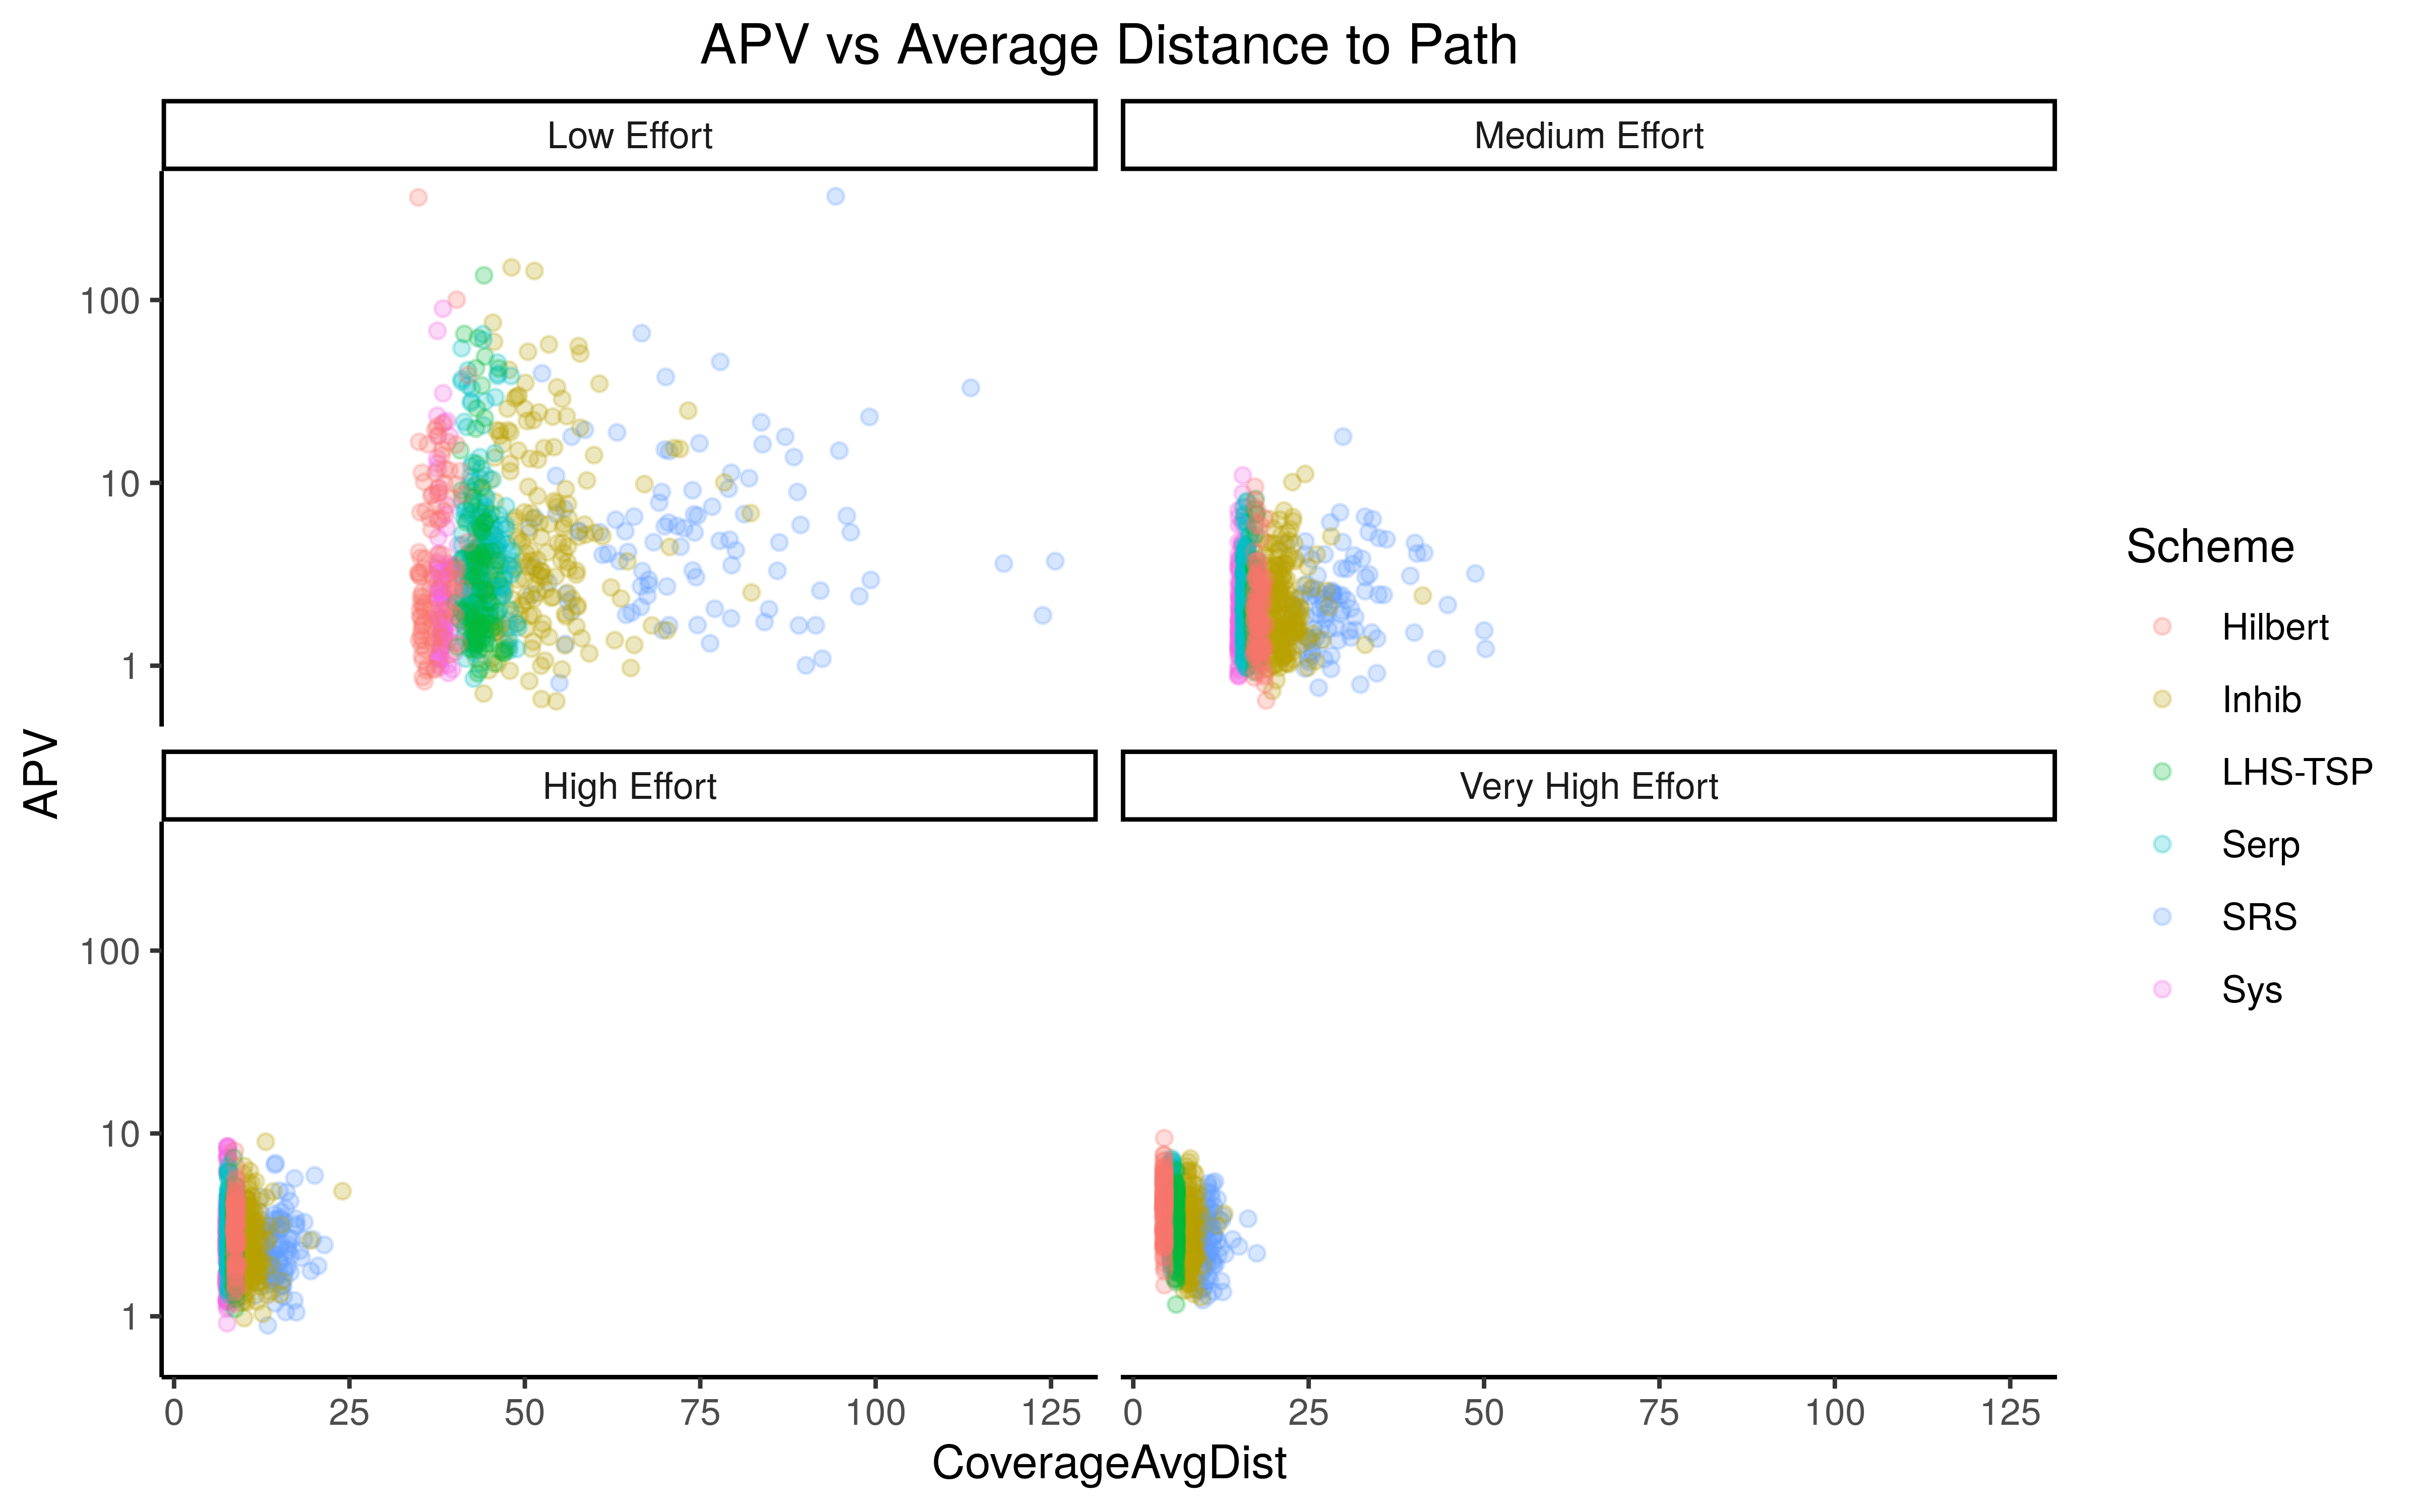 APV vs Average Distance to Path
Low Effort
Medium Effort
100
10
1
High Effort
Very High Effort
100
10
1
0 25 50 75 100 125
0 25 50 75 100 125
CoverageAvgDist
APV
Scheme
Hilbert
Inhib
LHS-TSP
Serp
SRS
Sys